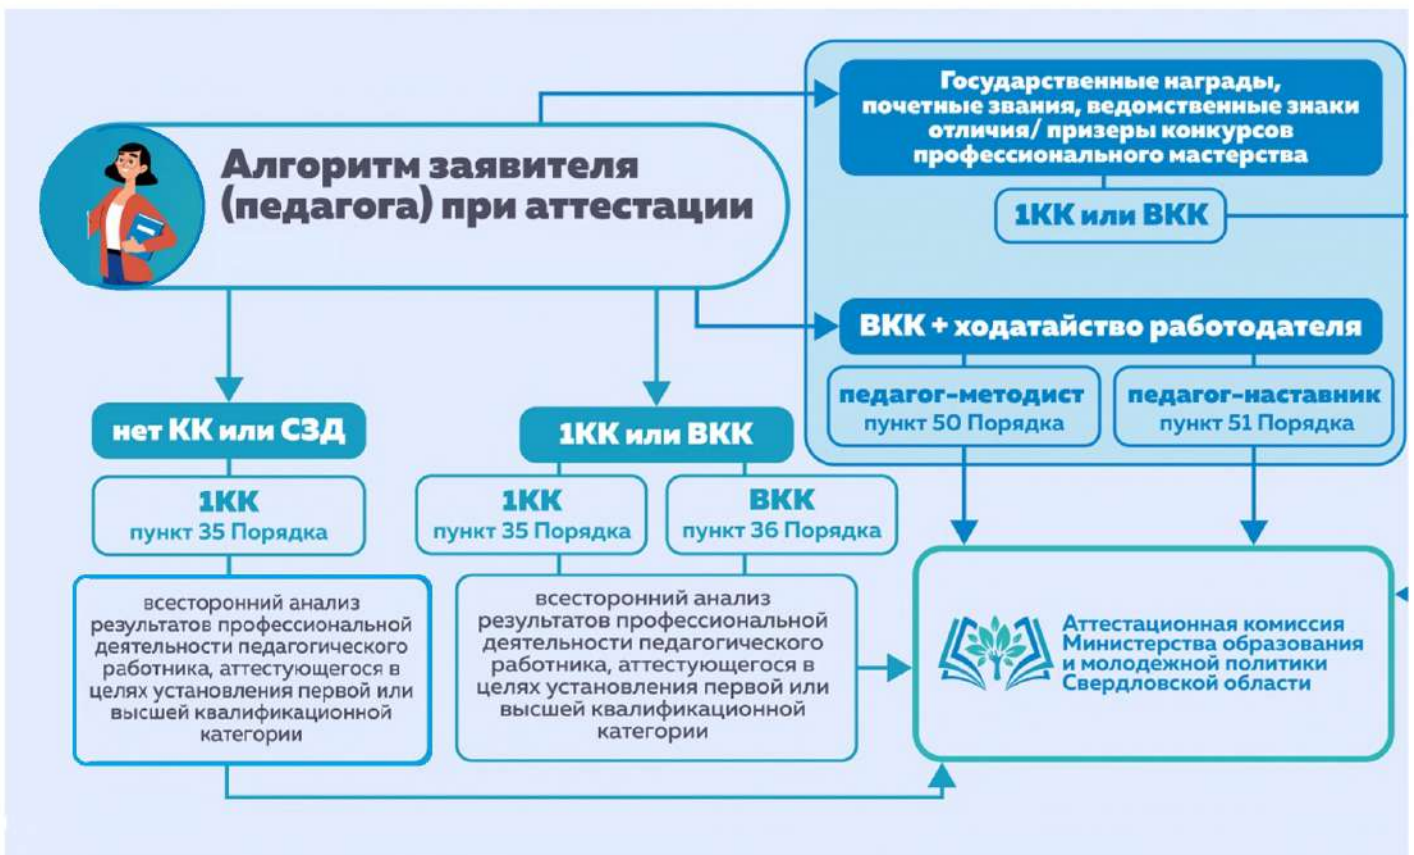 Алгоритм заявителя
(педагога) при аттестации
Государственные награды,
почетные звания, ведомственные знаки
отличия/ призеры конкурсов
профессионального мастерства
1КК или ВКК
ВКК + ходатайство работодателя
педагог-методист
пункт 50 Порядка
педагог-наставник
пункт 51 Порядка
нет КК или СЗД
1КК
пункт 35 Порядка
всесторонний анализ
результатов профессиональной
деятельности педагогического
работника, аттестующегося в
целях установления первой или
высшей квалификационной
категории
1КК или ВКК
1КК
пункт 35 Порядка
ВКК
пункт 36 Порядка
всесторонний анализ
результатов профессиональной
деятельности педагогического
работника, аттестующегося в
целях установления первой или
высшей квалификационной
категории
Аттестационная комиссия
Министерства образования
и молодежной политики
Свердловской области